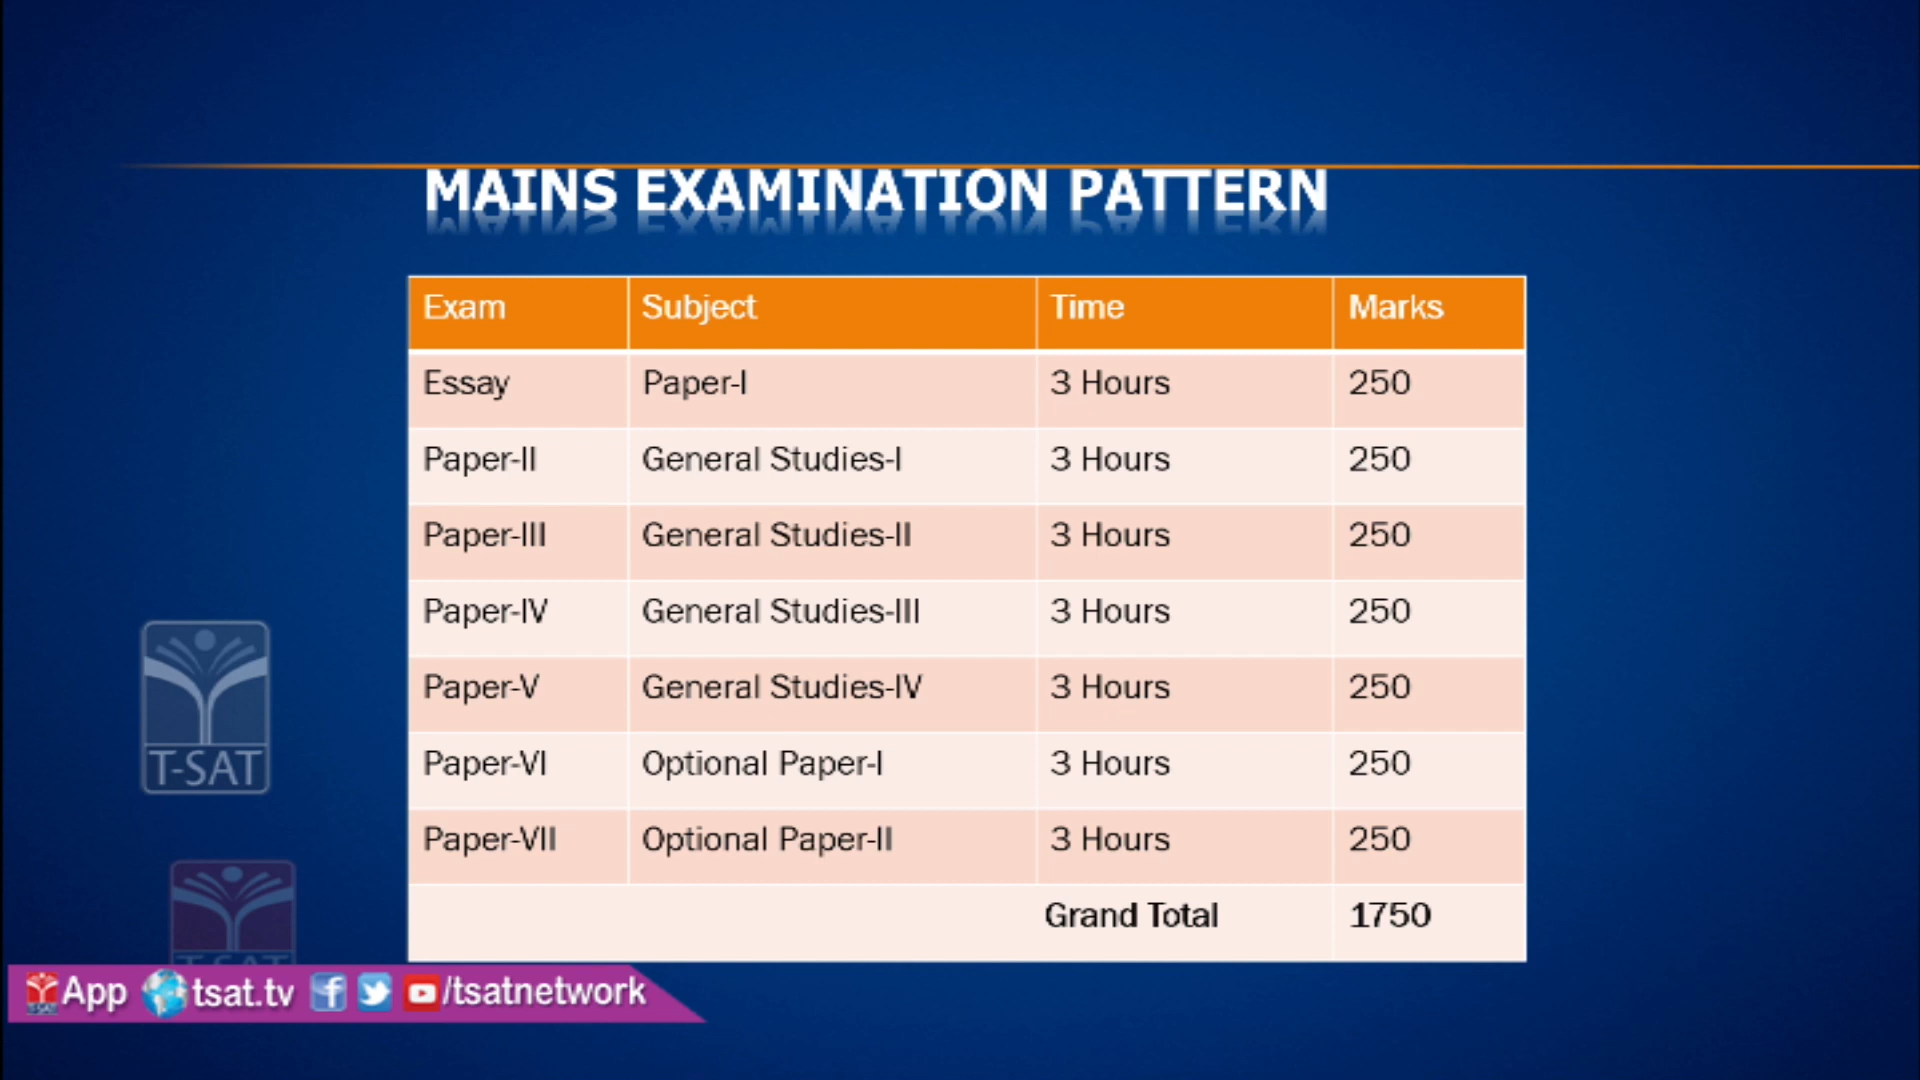 MAINS EXAMINATION PATTERN
Exam Subject Time Marks
Essay Paper-I 3 Hours 250
Paper-II General Studies-I 3 Hours 250
Paper-III General Studies-II 3 Hours 250
Paper-IV General Studies-III 3 Hours 250
Paper-V General Studies-IV 3 Hours 250
Paper-VI Optional Paper-I 3 Hours 250
Paper-VII Optional Paper-II 3 Hours 250
Grand Total 1750
T-SAT
T-SAT
App tsat.tv /tsatnetwork